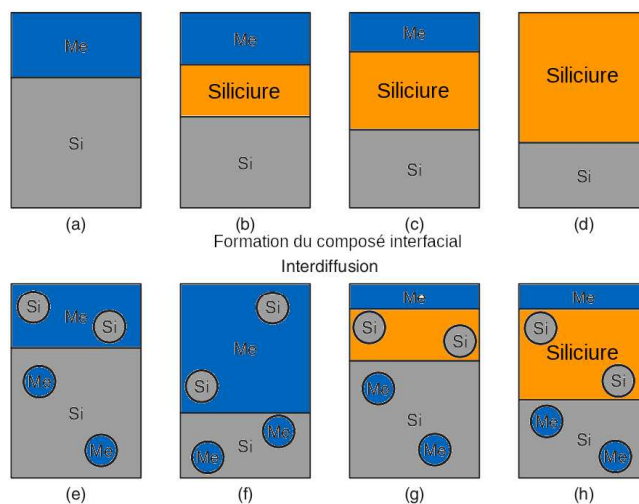 Me Me Me
Siliciure Siliciure Siliciure
Si Si Si Si
(a) (b) (c) (d)
Formation du composé interfacial
Interdiffusion
Si Me Si Si Me Me Me
Si Si Si
Me Siliciure
Si Si
Me Me Me
Si Si Si Si
Me Me Me Me Me
(e) (f) (g) (h)